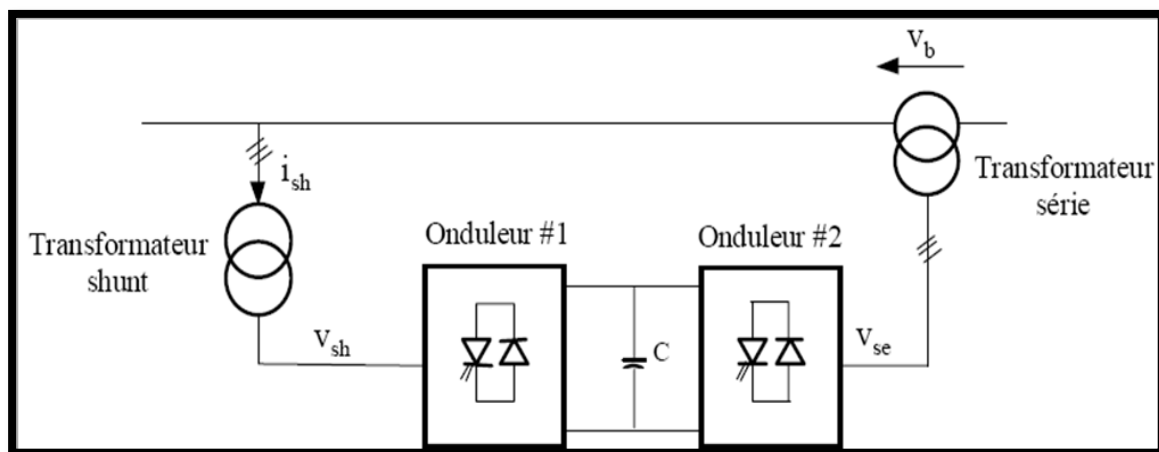 V_b
i_sh
Transformateur
série
Transformateur
shunt
Onduleur #1
Onduleur #2
V_sh
C
V_se